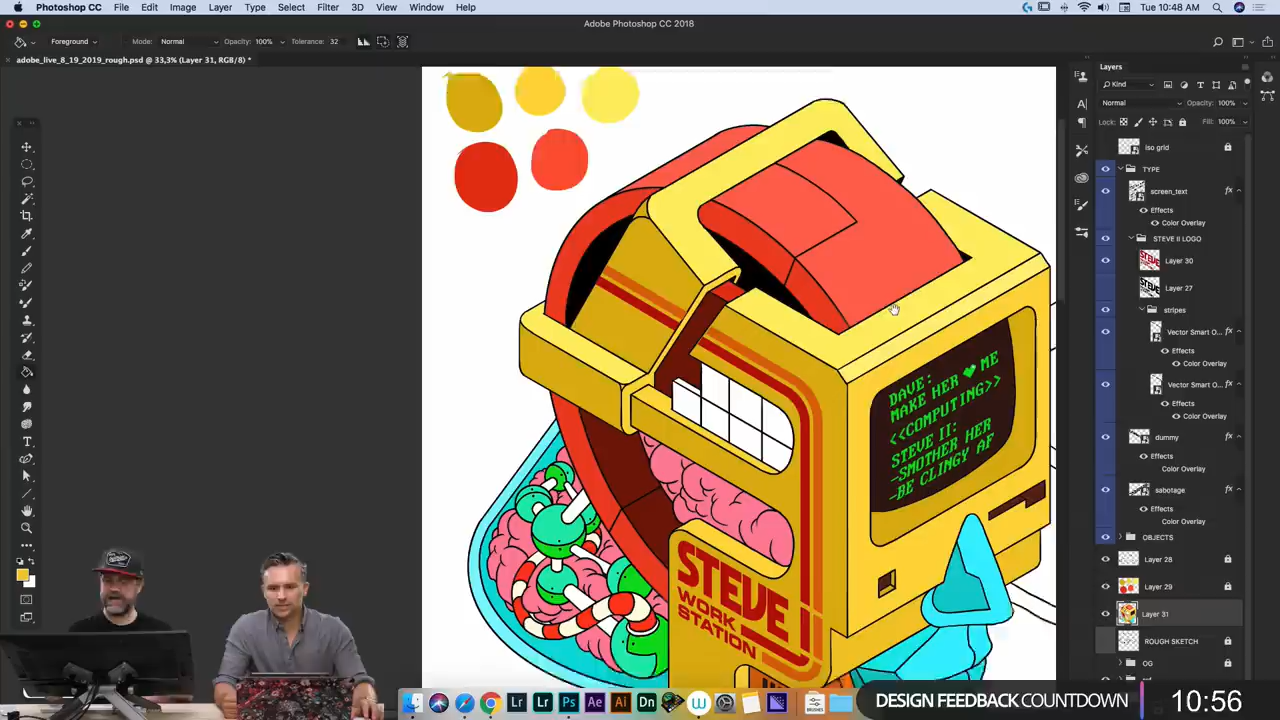 Photoshop CC File Edit Image Layer Type Select Filter 3D View Window Help
Tue 10:48 AM
Adobe Photoshop CC 2018
Foreground Mode: Normal Opacity: 100% Tolerance: 32
adobe_live_8_19_2019_rough.psd @ 33,3% (Layer 31, RGB/8) *
Layers
Kind
Normal Opacity: 100%
Lock: Fill: 100%
iso grid
TYPE
screen_text fx
Effects
Color Overlay
STEVE II LOGO
Layer 30
Layer 27
stripes
Vector Smart O... fx
Effects
Color Overlay
Vector Smart O... fx
Effects
Color Overlay
dummy
Effects
Color Overlay
sabotage
Effects
Color Overlay
OBJECTS
Layer 28
Layer 29
Layer 31
ROUGH SKETCH
OG
DAVE:
MAKE HER ♥ ME
<<COMPUTING>>
STEVE II:
-SMOTHER HER
-BE CLINGY AF
STEVE II
WORK
STATION
DESIGN FEEDBACK COUNTDOWN 10:56